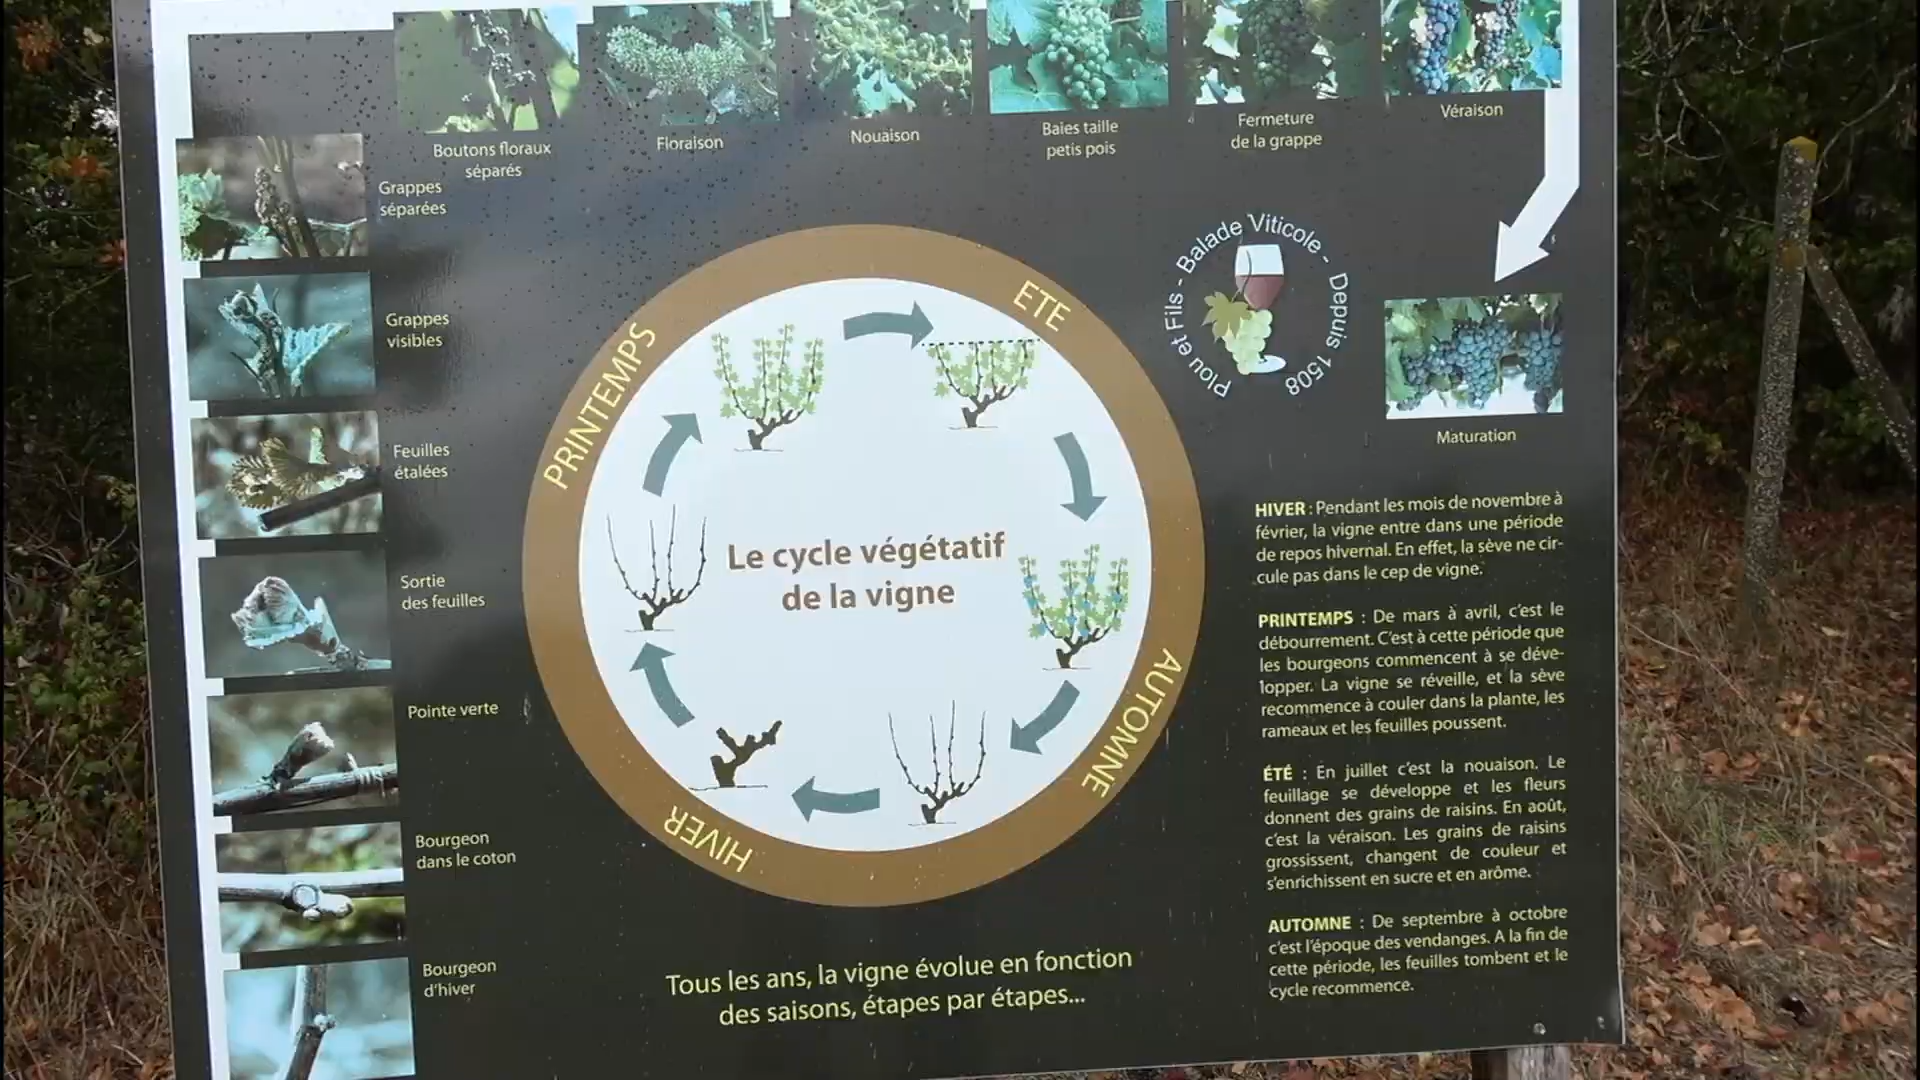 Boutons floraux
séparés
Floraison
Nouaison
Baies taille
petis pois
Fermeture
de la grappe
Véraison
Maturation
Grappes
séparées
Grappes
visibles
Feuilles
étalées
Sortie
des feuilles
Pointe verte
Bourgeon
dans le coton
Bourgeon
d'hiver
PRINTEMPS
ETE
AUTOMNE
HIVER
Le cycle végétatif
de la vigne
Plou et Fils - Balade Viticole - Depuis 1508
HIVER : Pendant les mois de novembre à
février, la vigne entre dans une période
de repos hivernal. En effet, la sève ne cir-
cule pas dans le cep de vigne.
PRINTEMPS : De mars à avril, c'est le
débourrement. C'est à cette période que
les bourgeons commencent à se déve-
lopper. La vigne se réveille, et la sève
recommence à couler dans la plante, les
rameaux et les feuilles poussent.
ÉTÉ : En juillet c'est la nouaison. Le
feuillage se développe et les fleurs
donnent des grains de raisins. En août,
c'est la véraison. Les grains de raisins
grossissent, changent de couleur et
s'enrichissent en sucre et en arôme.
AUTOMNE : De septembre à octobre
c'est l'époque des vendanges. A la fin de
cette période, les feuilles tombent et le
cycle recommence.
Tous les ans, la vigne évolue en fonction
des saisons, étapes par étapes...